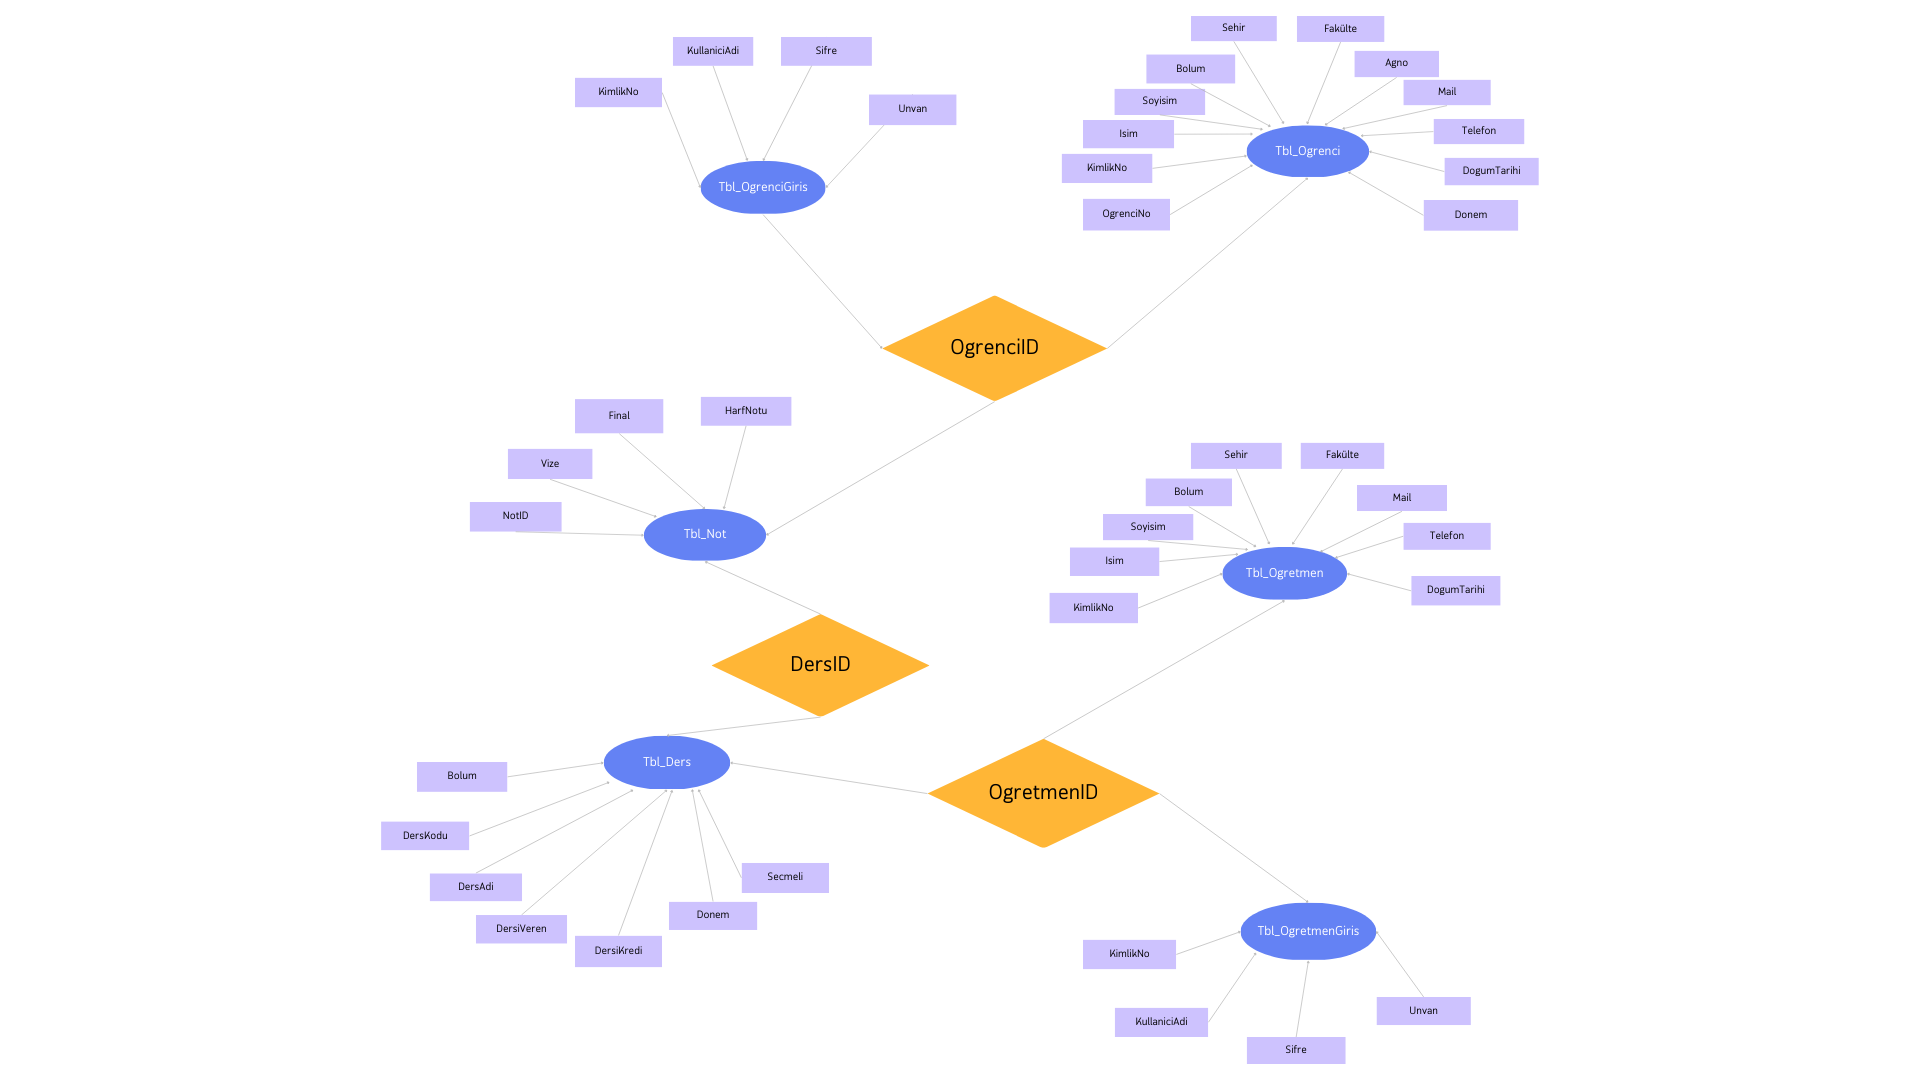 Sehir
Fakülte
KullaniciAdi
Sifre
Agno
Bolum
KimlikNo
Mail
Soyisim
Unvan
Isim
Telefon
Tbl_Ogrenci
KimlikNo
DogumTarihi
Tbl_OgrenciGiris
OgrenciNo
Donem
OgrenciID
Final
HarfNotu
Sehir
Fakülte
Vize
Bolum
Mail
NotID
Soyisim
Tbl_Not
Telefon
Isim
Tbl_Ogretmen
DogumTarihi
KimlikNo
DersID
Tbl_Ders
Bolum
OgretmenID
DersKodu
Secmeli
DersAdi
Donem
DersiVeren
Tbl_OgretmenGiris
DersiKredi
KimlikNo
Unvan
KullaniciAdi
Sifre